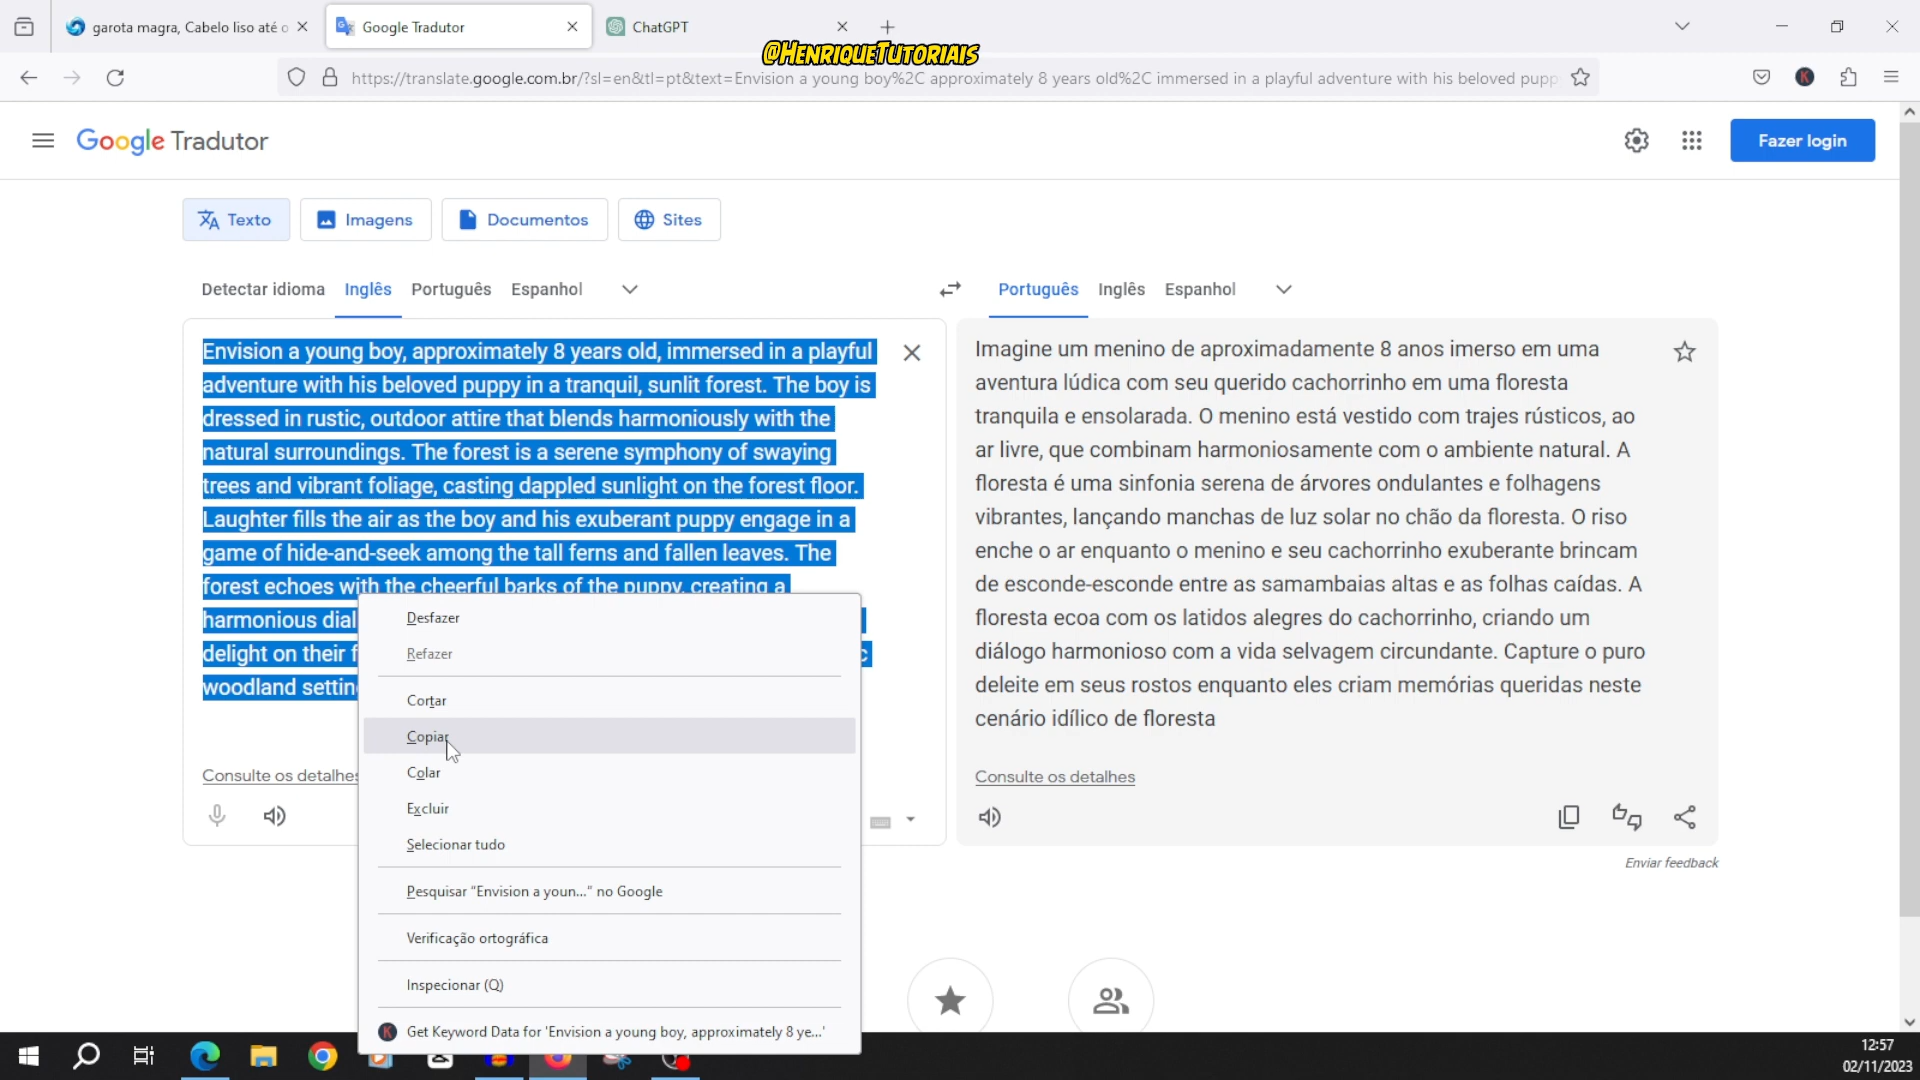 garota magra, Cabelo liso até o
Google Tradutor
ChatGPT
@HenriqueTutoriais
https://translate.google.com.br/?sl=en&tl=pt&text=Envision a young boy%2C approximately 8 years old%2C immersed in a playful adventure with his beloved pupp
Google Tradutor
Fazer login
Texto
Imagens
Documentos
Sites
Detectar idioma
Inglês
Português
Espanhol
Português
Inglês
Espanhol
Envision a young boy, approximately 8 years old, immersed in a playful
adventure with his beloved puppy in a tranquil, sunlit forest. The boy is
dressed in rustic, outdoor attire that blends harmoniously with the
natural surroundings. The forest is a serene symphony of swaying
trees and vibrant foliage, casting dappled sunlight on the forest floor.
Laughter fills the air as the boy and his exuberant puppy engage in a
game of hide-and-seek among the tall ferns and fallen leaves. The
forest echoes with the cheerful barks of the puppy, creating a
harmonious dial
delight on their f
woodland setting
Consulte os detalhes
Imagine um menino de aproximadamente 8 anos imerso em uma
aventura lúdica com seu querido cachorrinho em uma floresta
tranquila e ensolarada. O menino está vestido com trajes rústicos, ao
ar livre, que combinam harmoniosamente com o ambiente natural. A
floresta é uma sinfonia serena de árvores ondulantes e folhagens
vibrantes, lançando manchas de luz solar no chão da floresta. O riso
enche o ar enquanto o menino e seu cachorrinho exuberante brincam
de esconde-esconde entre as samambaias altas e as folhas caídas. A
floresta ecoa com os latidos alegres do cachorrinho, criando um
diálogo harmonioso com a vida selvagem circundante. Capture o puro
deleite em seus rostos enquanto eles criam memórias queridas neste
cenário idílico de floresta
Consulte os detalhes
Enviar feedback
Desfazer
Refazer
Cortar
Copiar
Colar
Excluir
Selecionar tudo
Pesquisar “Envision a youn...” no Google
Verificação ortográfica
Inspecionar (Q)
K Get Keyword Data for 'Envision a young boy, approximately 8 ye...'
12:57
02/11/2023